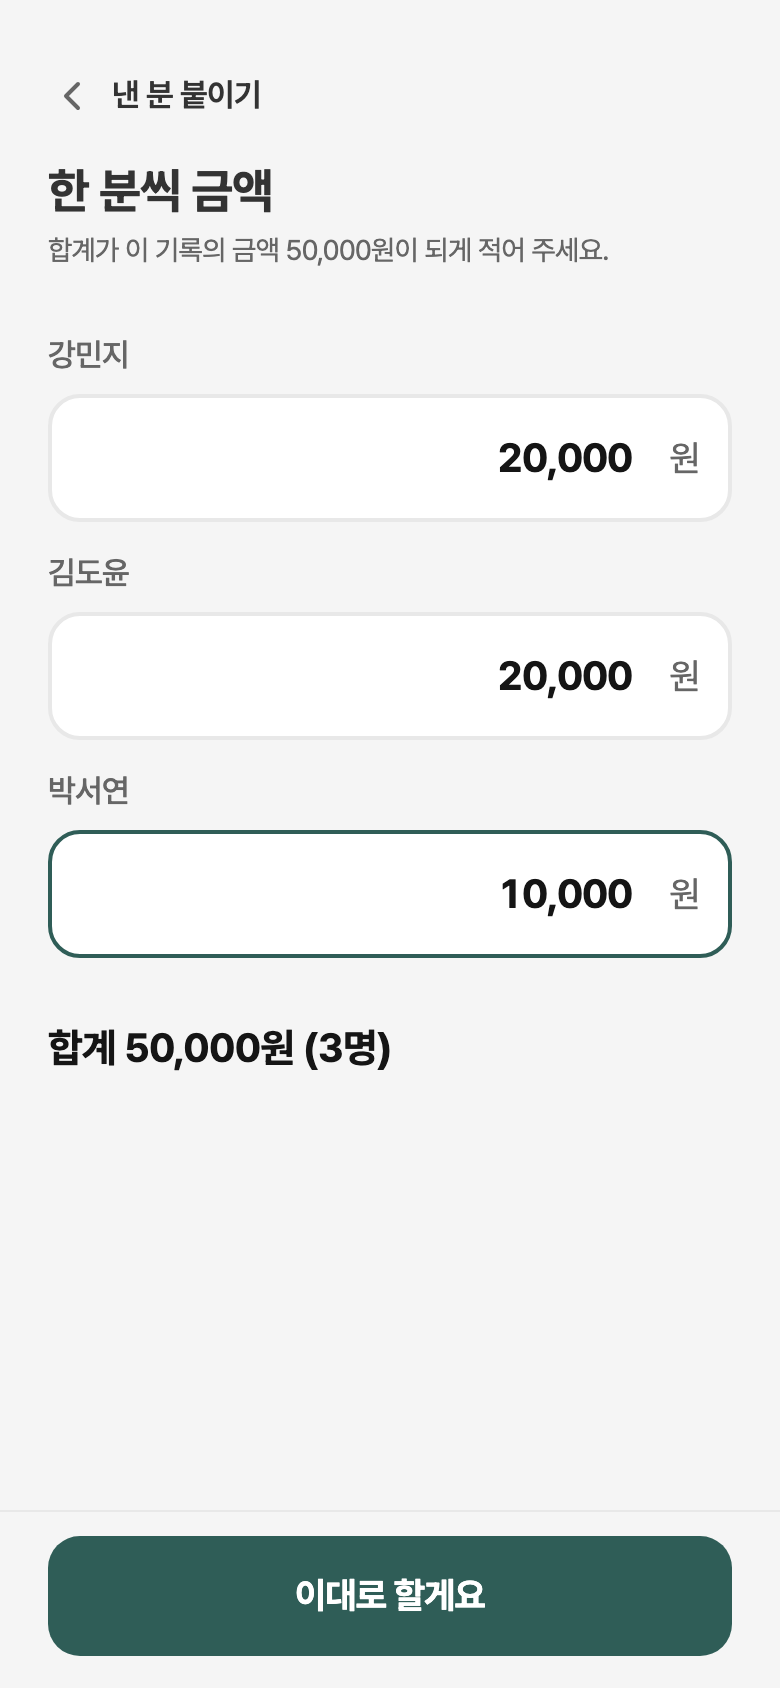 낸 분 붙이기
한 분씩 금액
합계가 이 기록의 금액 50,000원이 되게 적어 주세요.
강민지
20,000 원
김도윤
20,000 원
박서연
10,000 원
합계 50,000원 (3명)
이대로 할게요